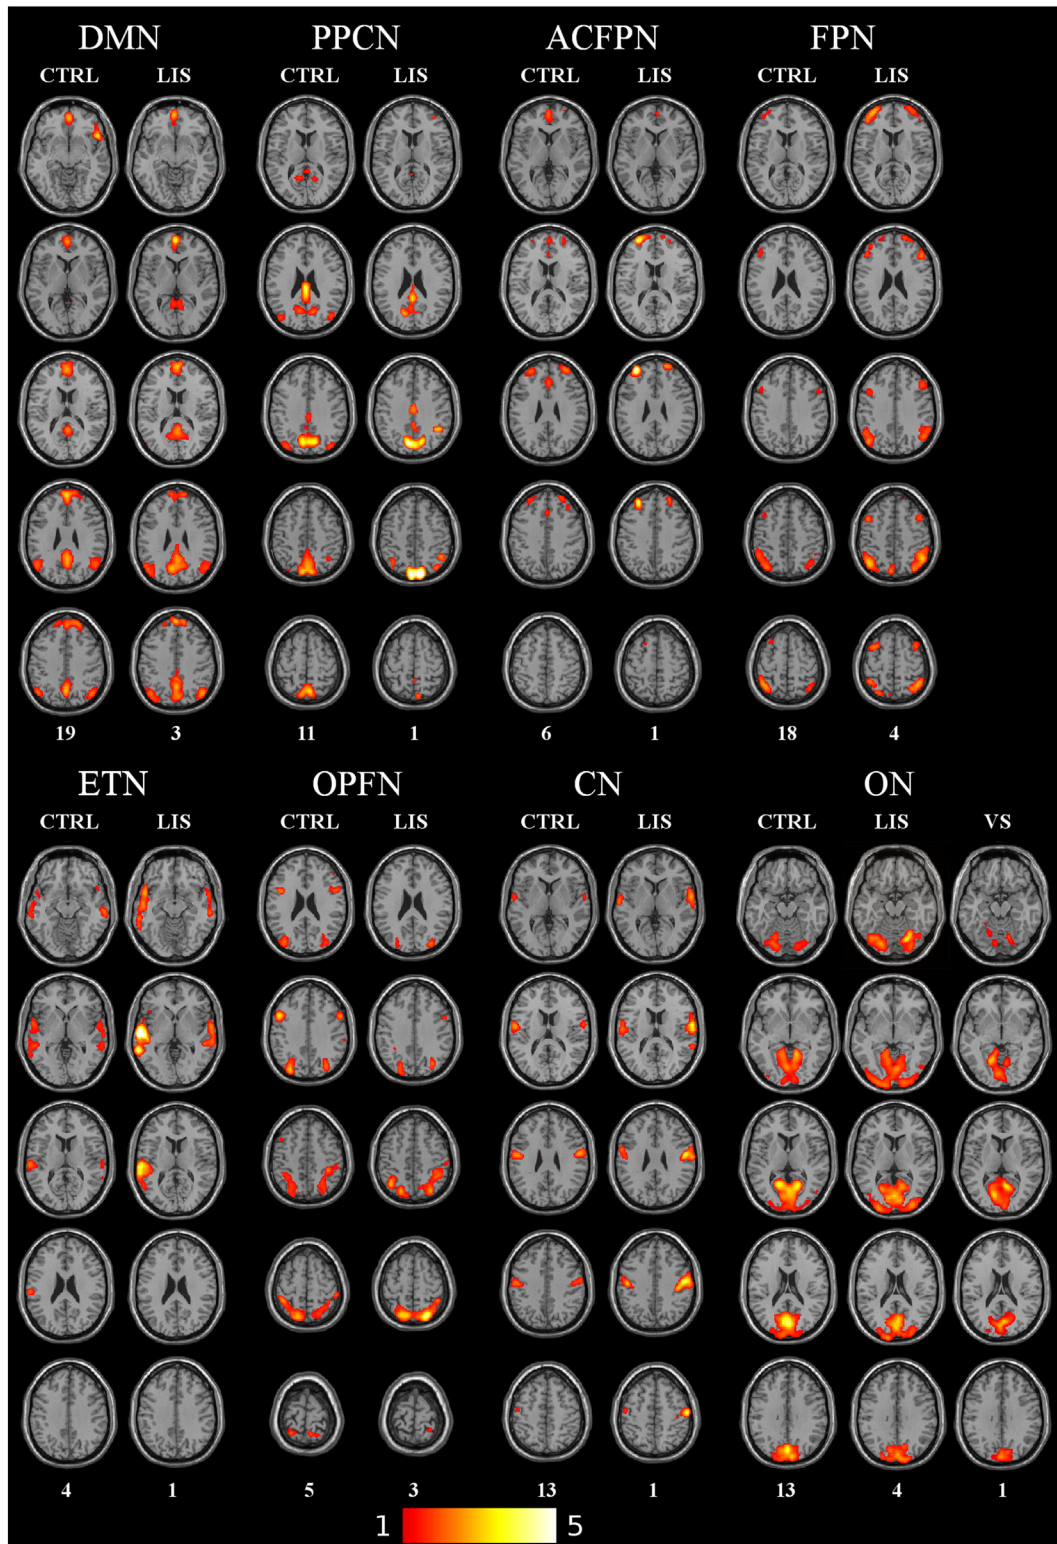 DMN PPCN ACFPN FPN
CTRL LIS CTRL LIS CTRL LIS CTRL LIS
19 3 11 1 6 1 18 4
ETN OPFN CN ON
CTRL LIS CTRL LIS CTRL LIS CTRL LIS VS
4 1 5 3 13 1 13 4 1
1 5